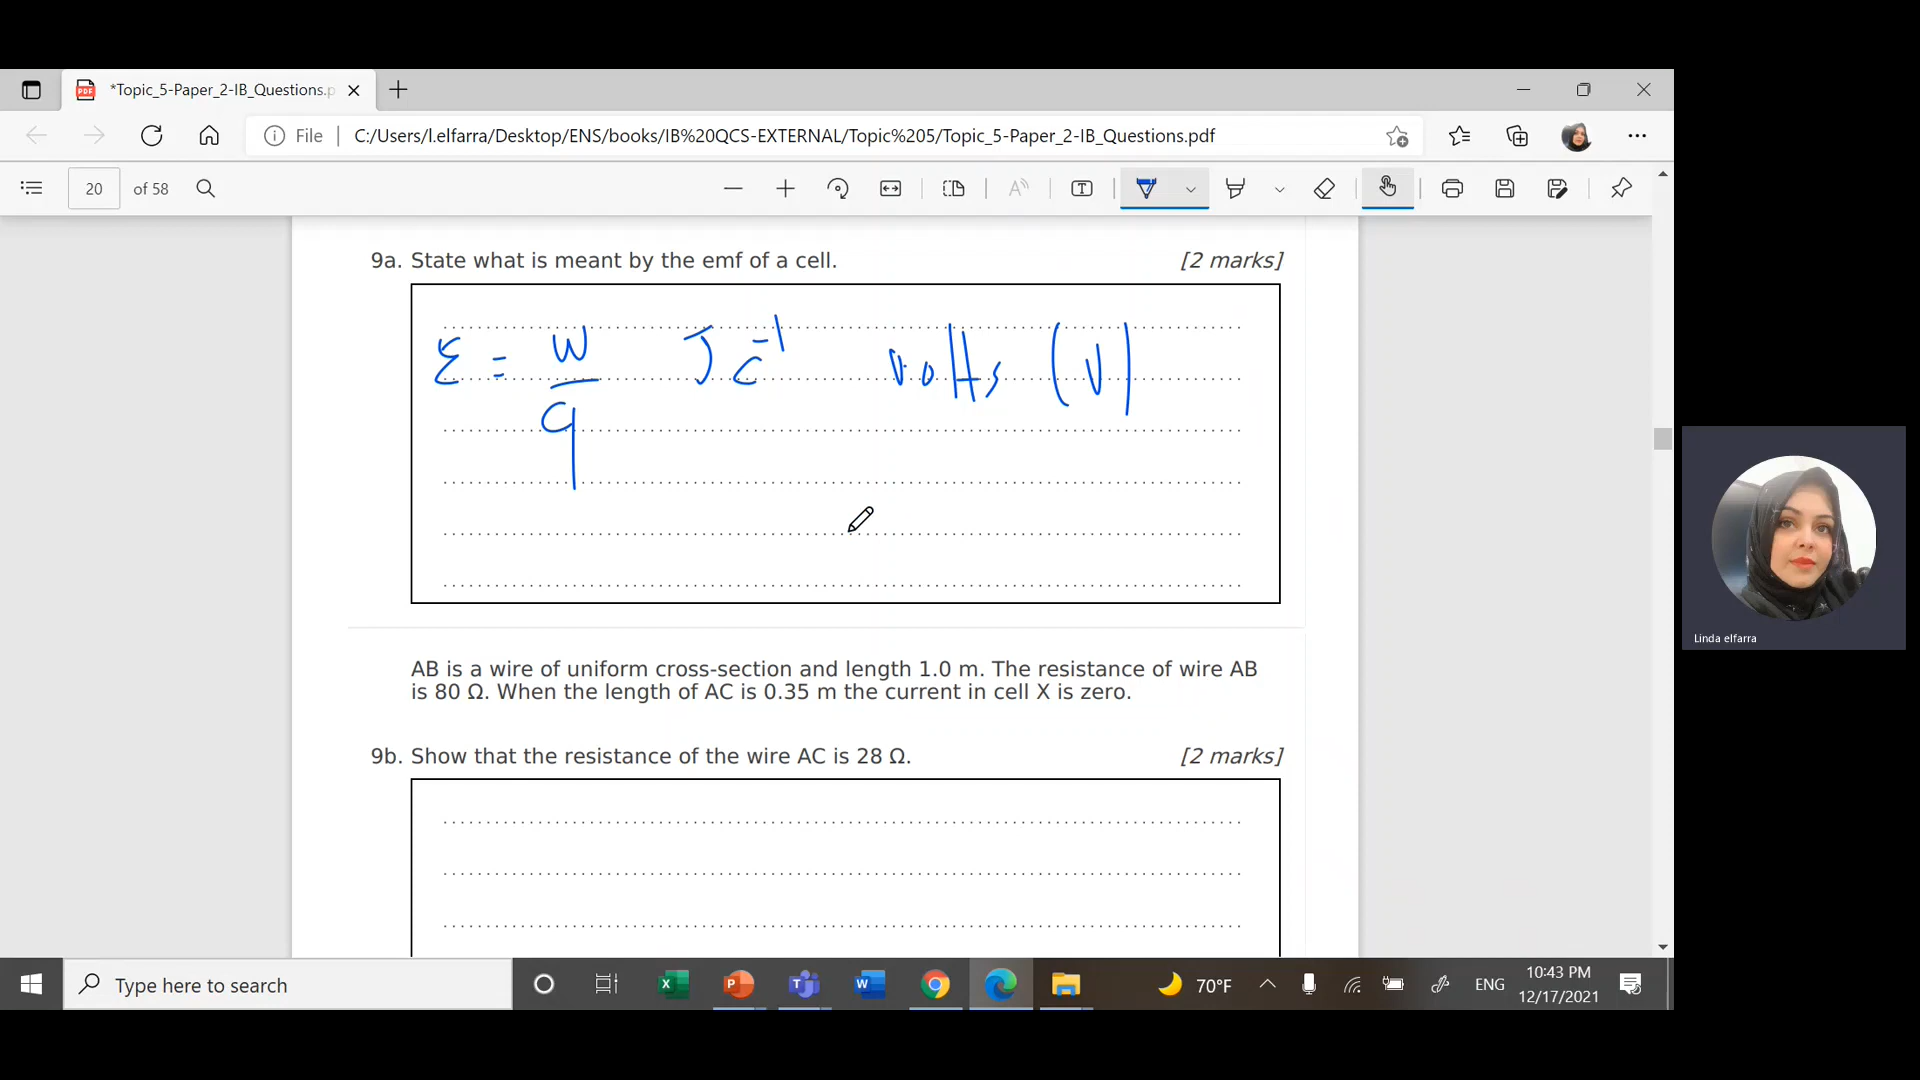 *Topic_5-Paper_2-IB_Questions.p
File
C:/Users/l.elfarra/Desktop/ENS/books/IB%20QCS-EXTERNAL/Topic%205/Topic_5-Paper_2-IB_Questions.pdf
20 of 58
9a. State what is meant by the emf of a cell. [2 marks]
ε = W/q J C⁻¹ volts (V)
AB is a wire of uniform cross-section and length 1.0 m. The resistance of wire AB
is 80 Ω. When the length of AC is 0.35 m the current in cell X is zero.
9b. Show that the resistance of the wire AC is 28 Ω. [2 marks]
Linda elfarra
Type here to search
70°F
ENG
10:43 PM
12/17/2021